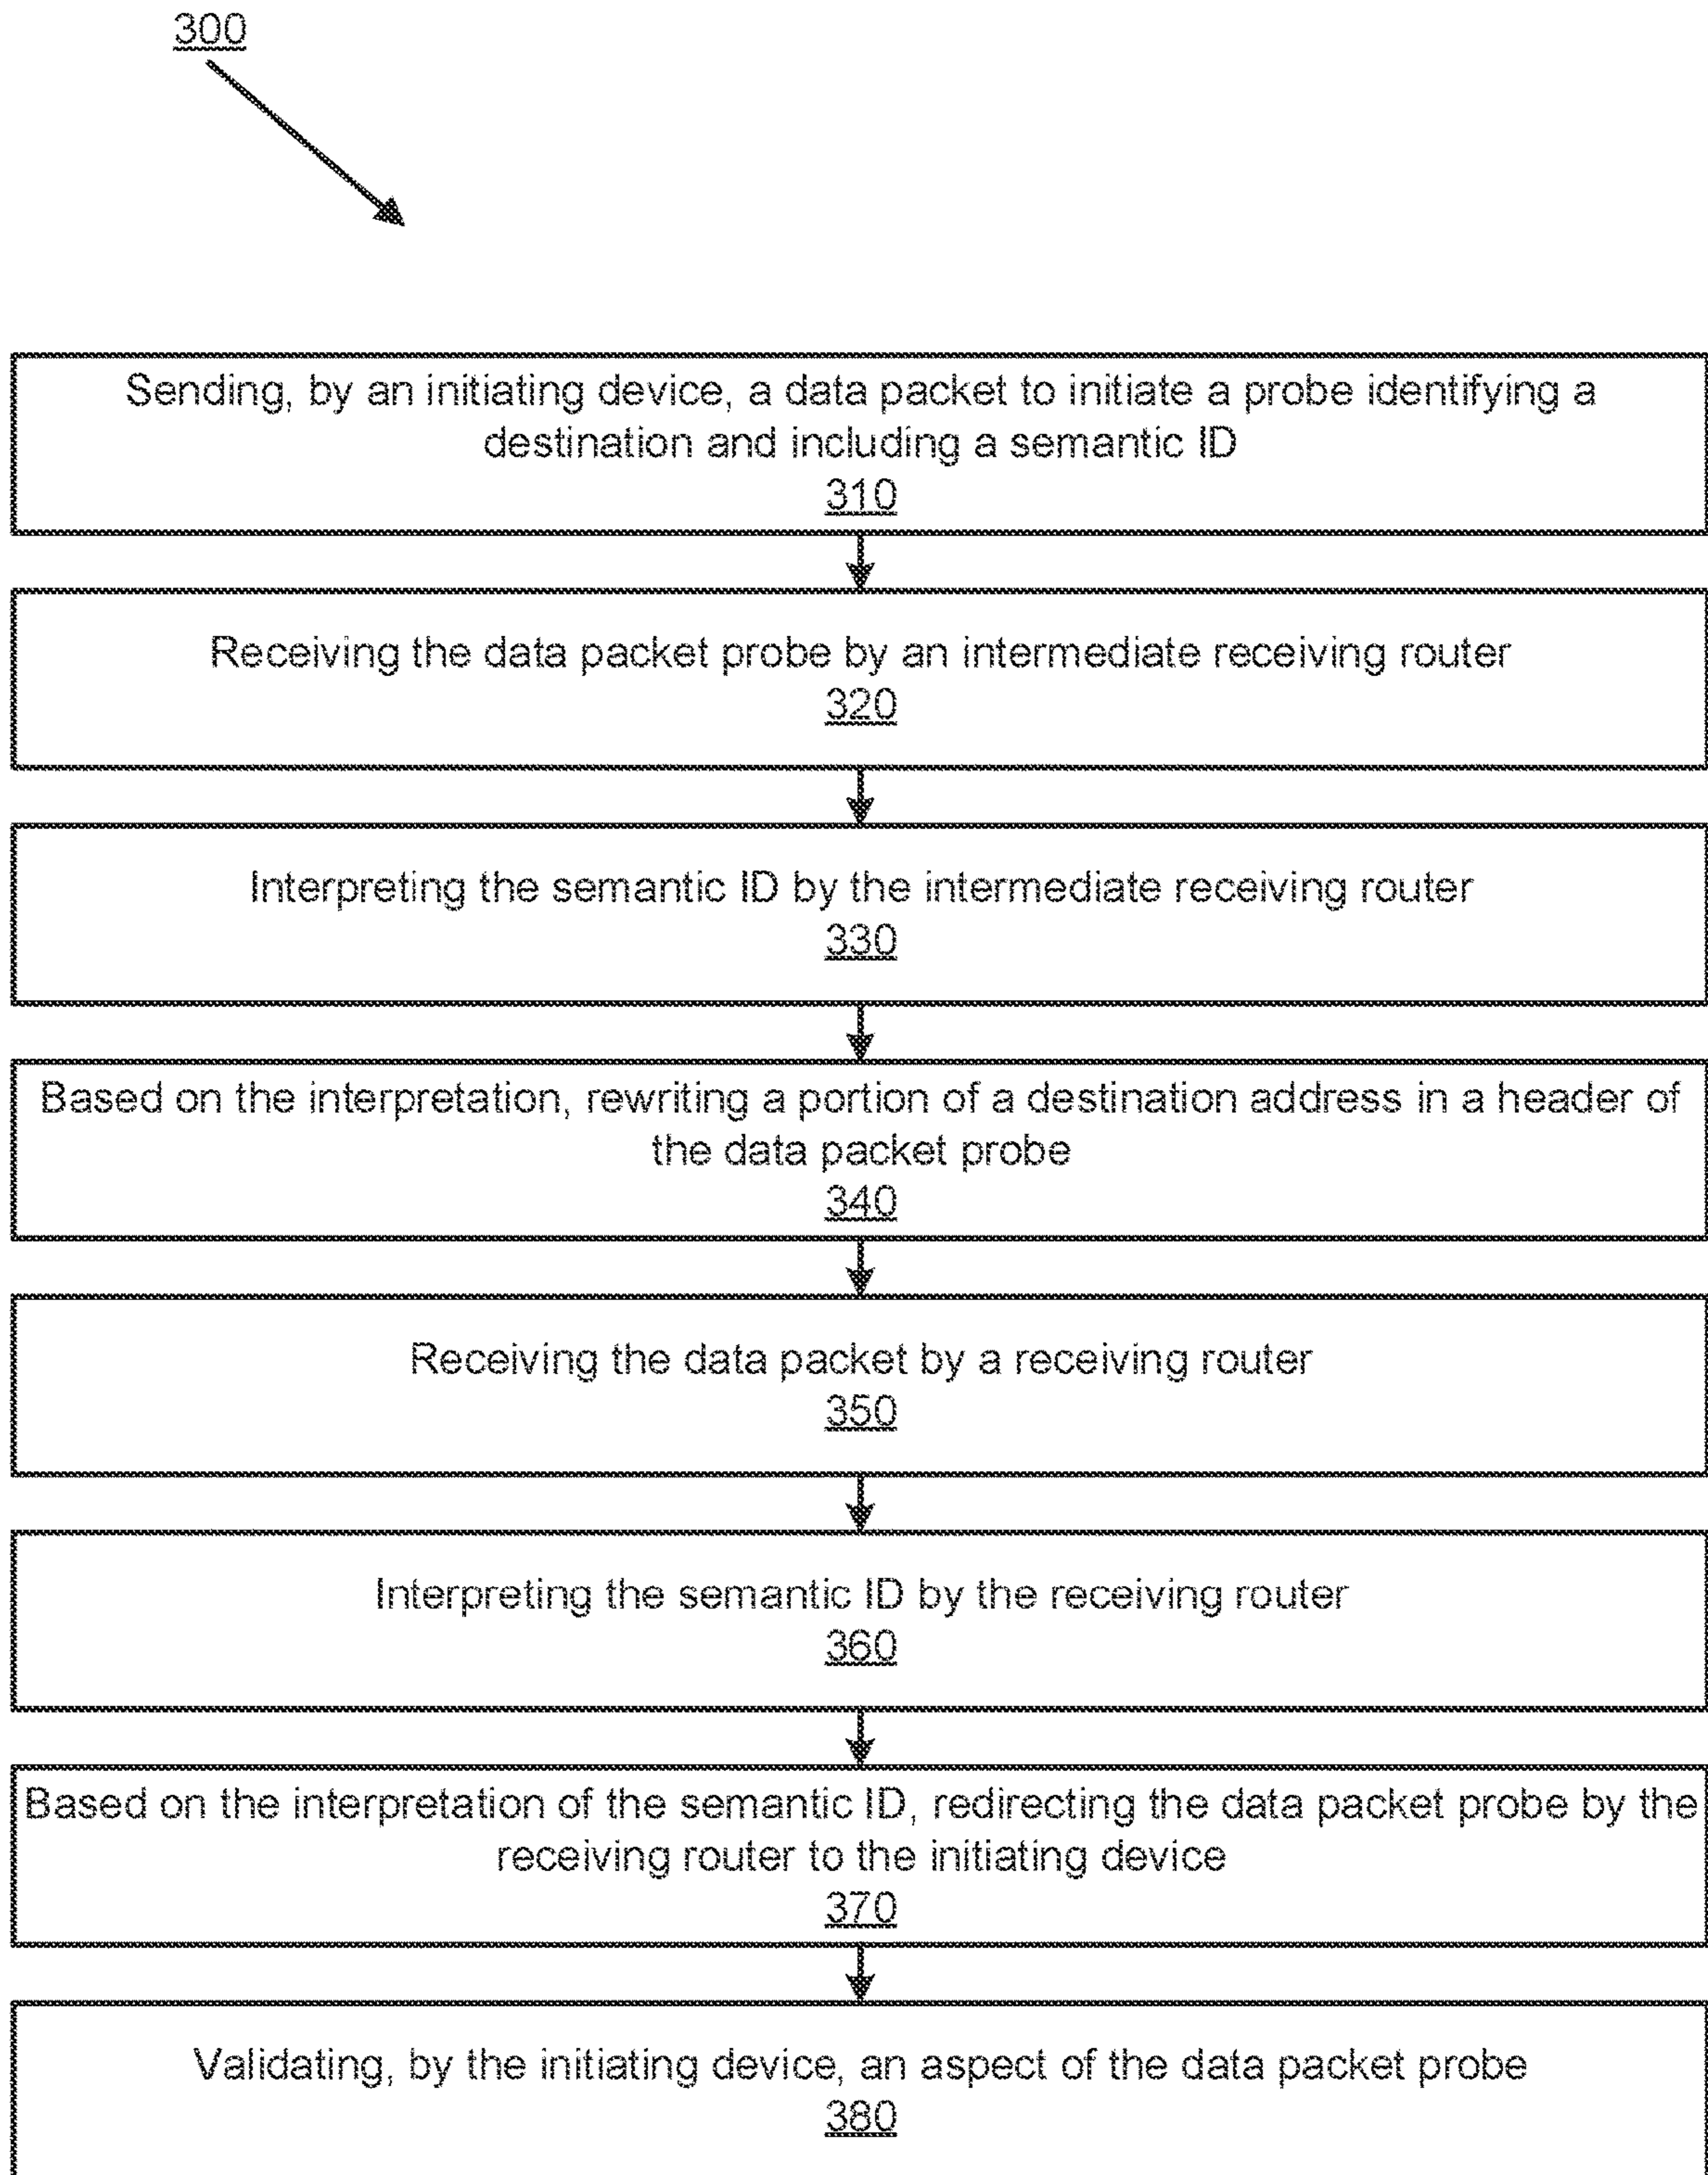 300
Sending, by an initiating device, a data packet to initiate a probe identifying a
destination and including a semantic ID
310
Receiving the data packet probe by an intermediate receiving router
320
Interpreting the semantic ID by the intermediate receiving router
330
Based on the interpretation, rewriting a portion of a destination address in a header of
the data packet probe
340
Receiving the data packet by a receiving router
350
Interpreting the semantic ID by the receiving router
360
Based on the interpretation of the semantic ID, redirecting the data packet probe by the
receiving router to the initiating device
370
Validating, by the initiating device, an aspect of the data packet probe
380